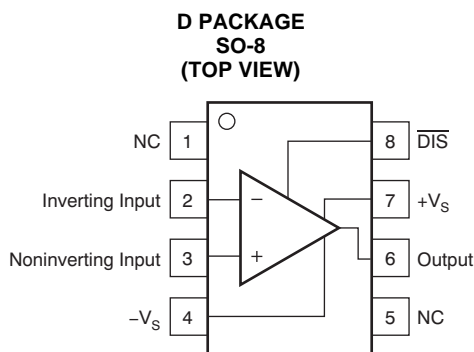 D PACKAGE
SO-8
(TOP VIEW)
NC 1
8 D̅I̅S̅
Inverting Input 2
−
7 +VS
Noninverting Input 3
+
6 Output
−VS 4
5 NC